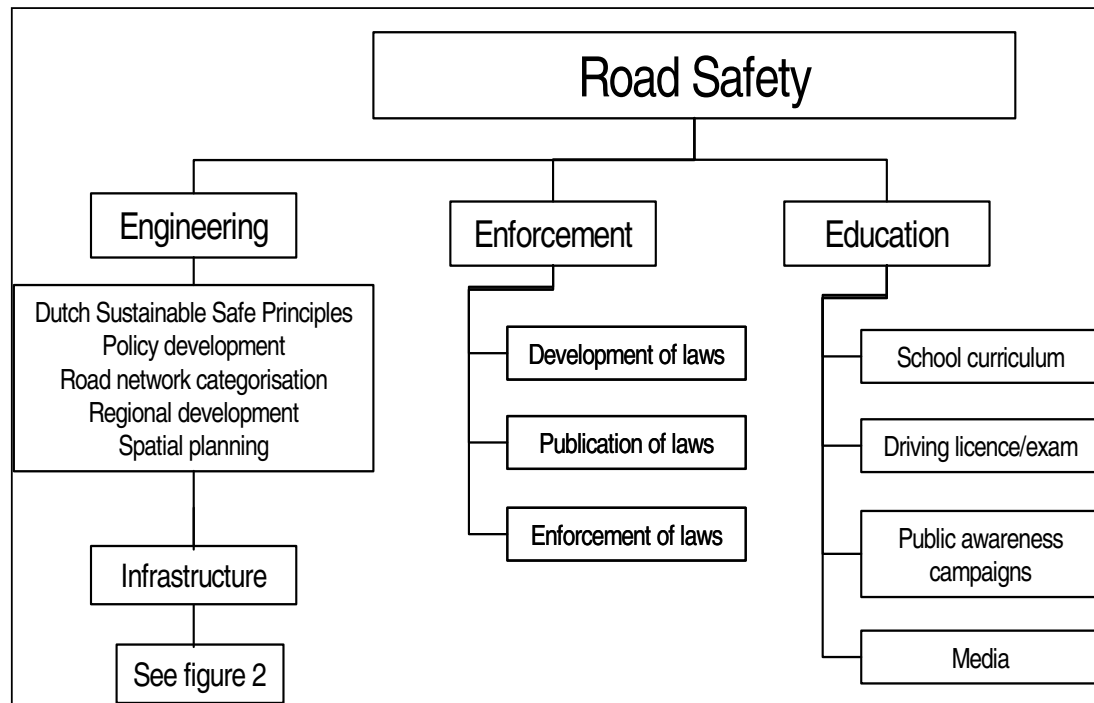 Road Safety
Engineering
Dutch Sustainable Safe Principles
Policy development
Road network categorisation
Regional development
Spatial planning
Infrastructure
See figure 2
Enforcement
Development of laws
Publication of laws
Enforcement of laws
Education
School curriculum
Driving licence/exam
Public awareness
campaigns
Media